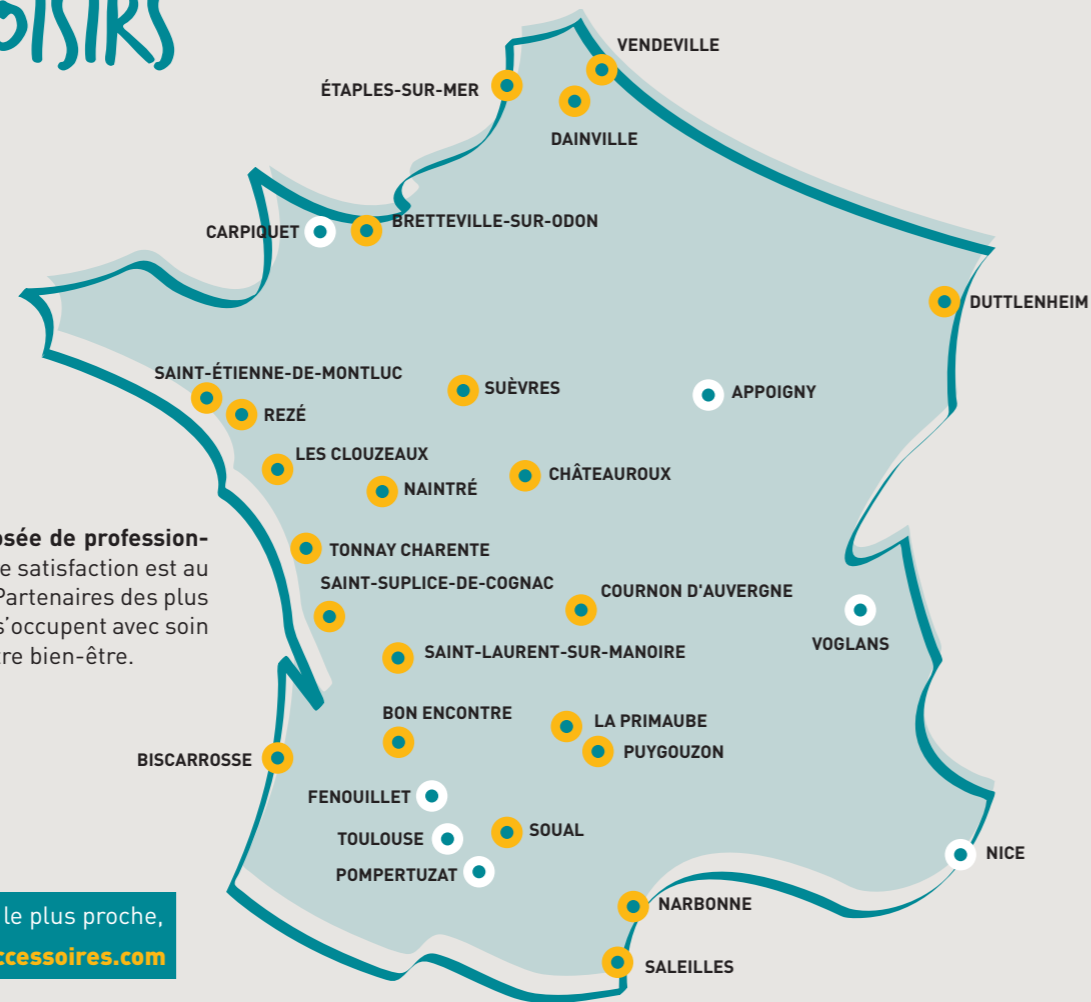 OISIRS
VENDEVILLE
ÉTAPES-SUR-MER
DAINVILLE
BRETTEVILLE-SUR-ODON
CARPIQUET
DUTTLENHEIM
SAINT-ÉTIENNE-DE-MONTLUC
SUÈVRES
APPOIGNY
REZÉ
LES CLOUZEAUX
CHÂTEAUROUX
NAINTRÉ
osée de profession-
e satisfaction est au
Partenaires des plus
s'occupent avec soin
tre bien-être.
TONNAY CHARENTE
SAINT-SUPLICE-DE-COGNAC
COURNON D'AUVERGNE
VOGLANS
SAINT-LAURENT-SUR-MANOIRE
BON ENCONTRE
LA PRIMAUBE
PUYGOUZON
BISCARROSSE
FENOUILLET
SOUAL
TOULOUSE
NICE
POMPERTUZAT
NARBONNE
le plus proche,
ccessoires.com
SALEILLES